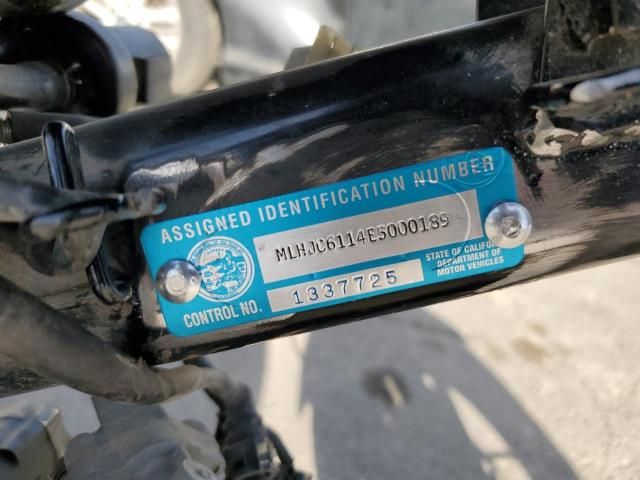 ASSIGNED IDENTIFICATION NUMBER
MLHJC6114E5000189
CONTROL NO.
1337725
STATE OF CALIFORNIA
DEPARTMENT OF
MOTOR VEHICLES